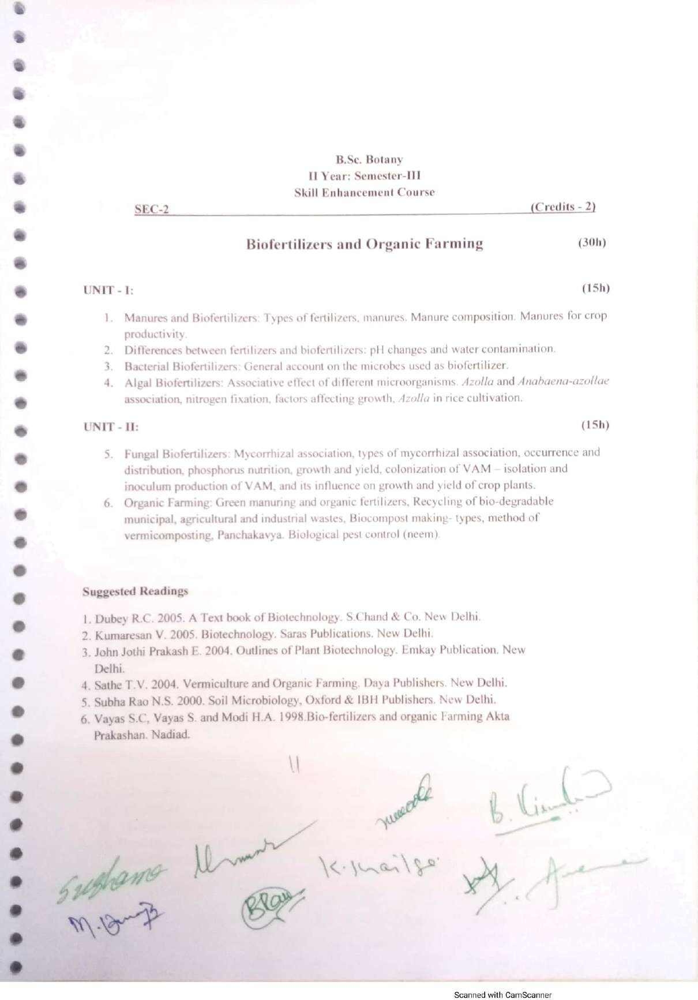 B.Sc. Botany
II Year: Semester-III
Skill Enhancement Course
SEC-2 (Credits - 2)
Biofertilizers and Organic Farming (30h)
UNIT - I: (15h)
1. Manures and Biofertilizers: Types of fertilizers, manures. Manure composition. Manures for crop
productivity.
2. Differences between fertilizers and biofertilizers: pH changes and water contamination.
3. Bacterial Biofertilizers: General account on the microbes used as biofertilizer.
4. Algal Biofertilizers: Associative effect of different microorganisms. Azolla and Anabaena-azollae
association, nitrogen fixation, factors affecting growth, Azolla in rice cultivation.
UNIT - II: (15h)
5. Fungal Biofertilizers: Mycorrhizal association, types of mycorrhizal association, occurrence and
distribution, phosphorus nutrition, growth and yield, colonization of VAM – isolation and
inoculum production of VAM, and its influence on growth and yield of crop plants.
6. Organic Farming: Green manuring and organic fertilizers, Recycling of bio-degradable
municipal, agricultural and industrial wastes, Biocompost making- types, method of
vermicomposting, Panchakavya. Biological pest control (neem).
Suggested Readings
1. Dubey R.C. 2005. A Text book of Biotechnology. S.Chand & Co. New Delhi.
2. Kumaresan V. 2005. Biotechnology. Saras Publications. New Delhi.
3. John Jothi Prakash E. 2004. Outlines of Plant Biotechnology. Emkay Publication. New
Delhi.
4. Sathe T.V. 2004. Vermiculture and Organic Farming. Daya Publishers. New Delhi.
5. Subha Rao N.S. 2000. Soil Microbiology, Oxford & IBH Publishers. New Delhi.
6. Vayas S.C, Vayas S. and Modi H.A. 1998.Bio-fertilizers and organic Farming Akta
Prakashan. Nadiad.
11
B.
Sushama
K.
M.
Scanned with CamScanner